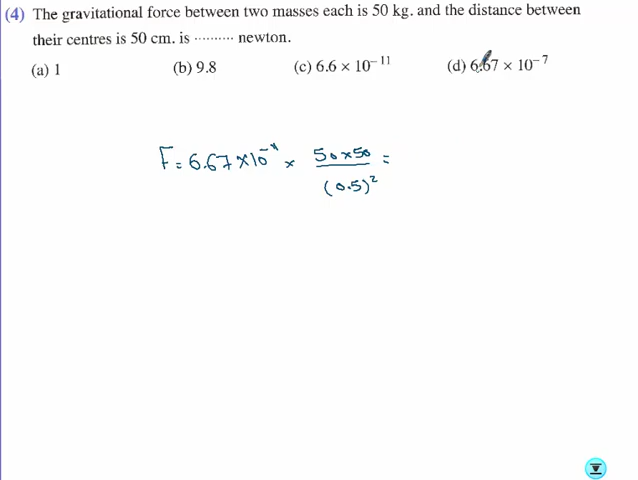 (4) The gravitational force between two masses each is 50 kg. and the distance between
their centres is 50 cm. is ·········· newton.
(a) 1 (b) 9.8 (c) 6.6 × 10⁻¹¹ (d) 6.67 × 10⁻⁷
F = 6.67 × 10 × 50 × 50 / (0.5)² =